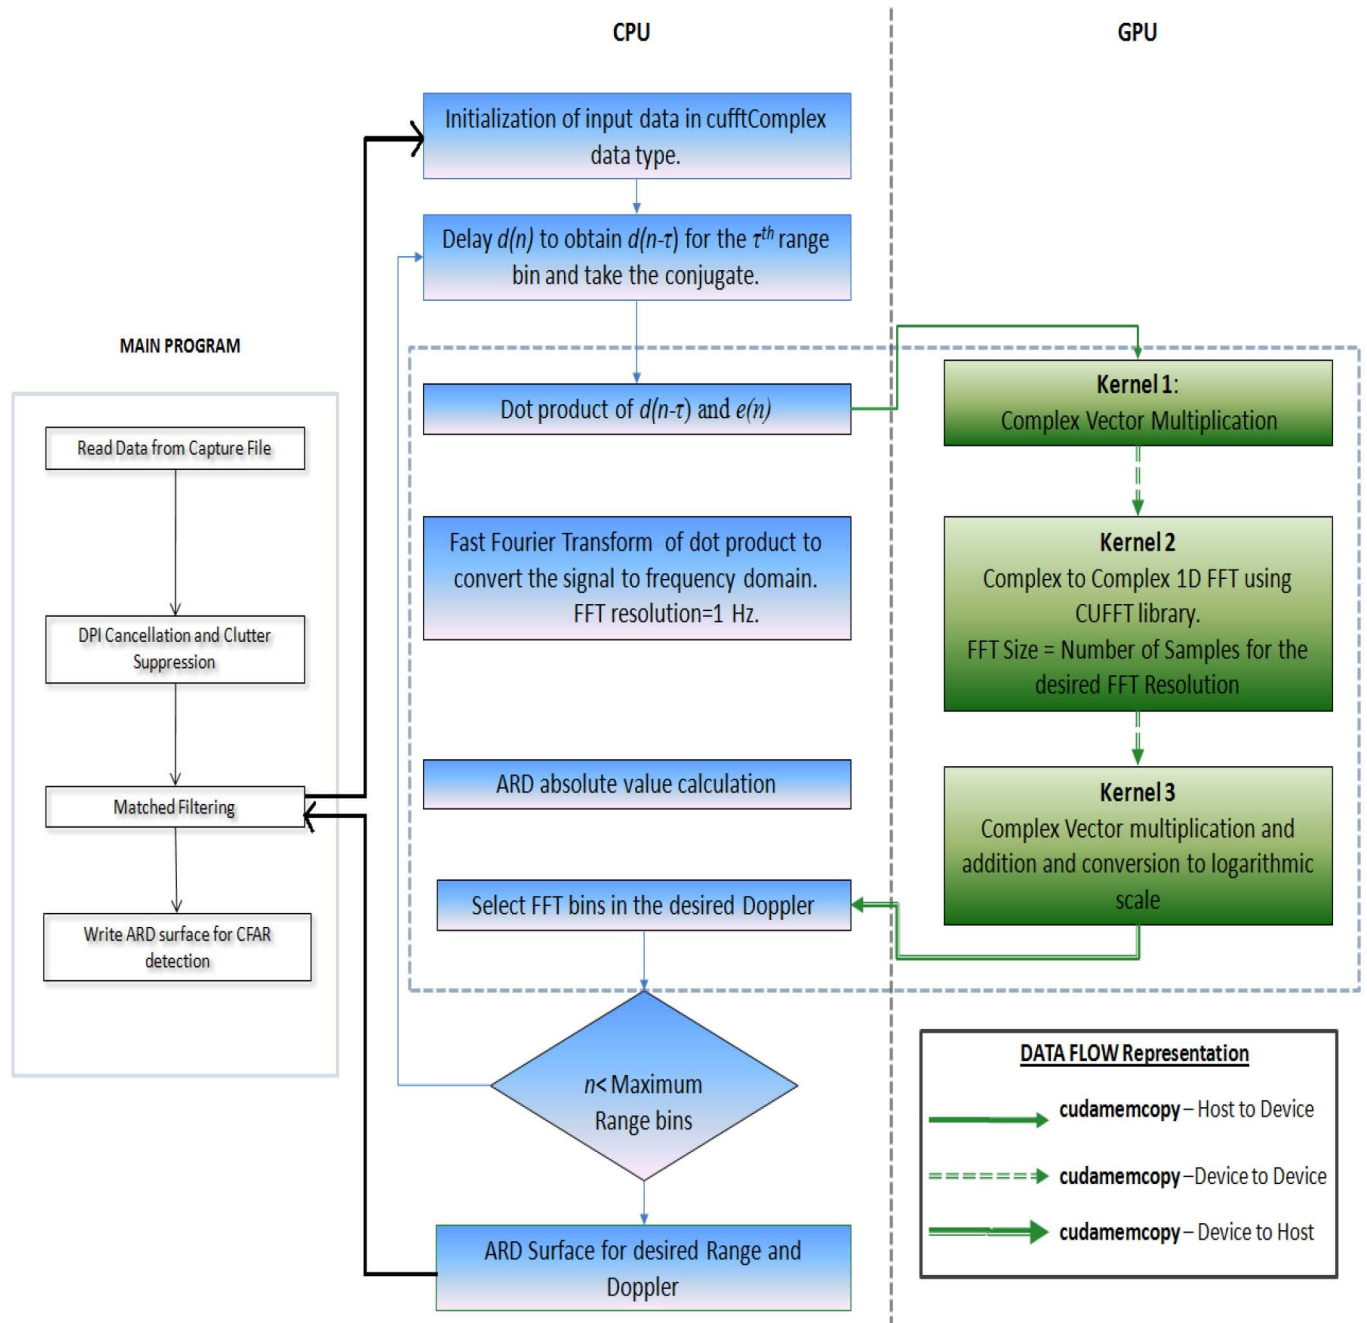 CPU
GPU
Initialization of input data in cufftComplex
data type.
Delay d(n) to obtain d(n-τ) for the τth range
bin and take the conjugate.
MAIN PROGRAM
Read Data from Capture File
DPI Cancellation and Clutter
Suppression
Matched Filtering
Write ARD surface for CFAR
detection
Dot product of d(n-τ) and e(n)
Fast Fourier Transform of dot product to
convert the signal to frequency domain.
FFT resolution=1 Hz.
ARD absolute value calculation
Select FFT bins in the desired Doppler
n< Maximum
Range bins
ARD Surface for desired Range and
Doppler
Kernel 1:
Complex Vector Multiplication
Kernel 2
Complex to Complex 1D FFT using
CUFFT library.
FFT Size = Number of Samples for the
desired FFT Resolution
Kernel 3
Complex Vector multiplication and
addition and conversion to logarithmic
scale
DATA FLOW Representation
cudamemcopy – Host to Device
cudamemcopy –Device to Device
cudamemcopy – Device to Host